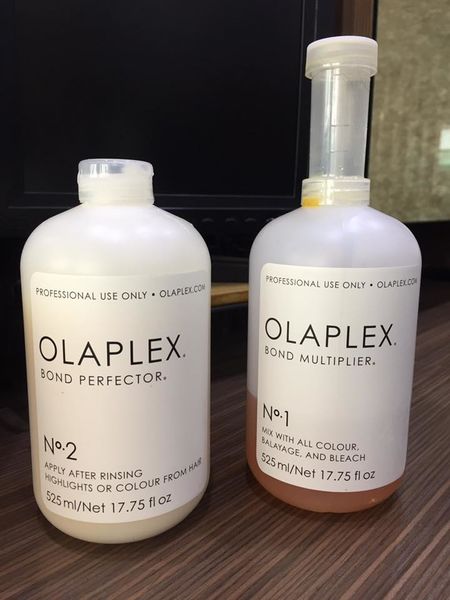 PROFESSIONAL USE ONLY • OLAPLEX.COM
OLAPLEX®
BOND PERFECTOR®
Nº.2
APPLY AFTER RINSING
HIGHLIGHTS OR COLOUR FROM HAIR
525 ml/Net 17.75 fl oz
PROFESSIONAL USE ONLY • OLAPLEX.COM
OLAPLEX®
BOND MULTIPLIER®
Nº.1
MIX WITH ALL COLOUR,
BALAYAGE, AND BLEACH
525 ml/Net 17.75 fl oz